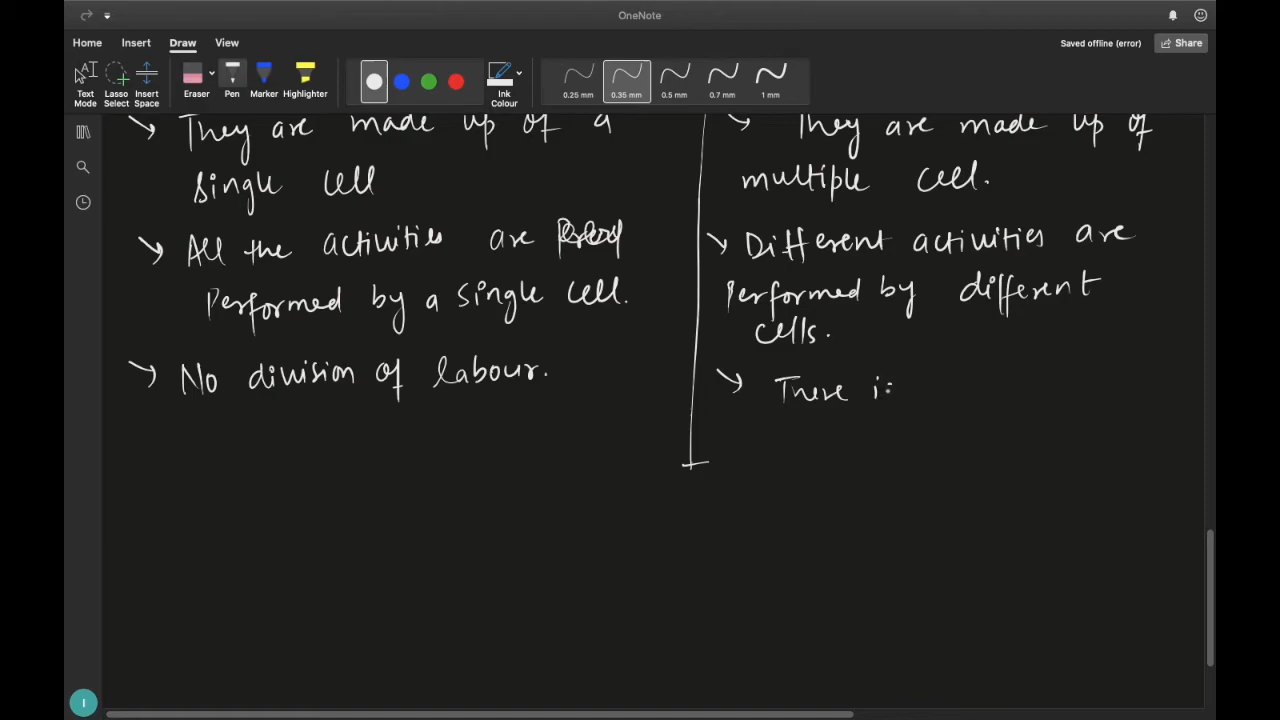 OneNote
Home Insert Draw View
Saved offline (error) Share
Text Mode
Lasso Select
Insert Space
Eraser
Pen
Marker
Highlighter
Ink Colour
0.25 mm 0.35 mm 0.5 mm 0.7 mm 1 mm
They are made up of a
single cell
All the activities are
performed by a single cell.
No division of labour.
They are made up of
multiple cell.
Different activities are
performed by different
cells.
There is
I